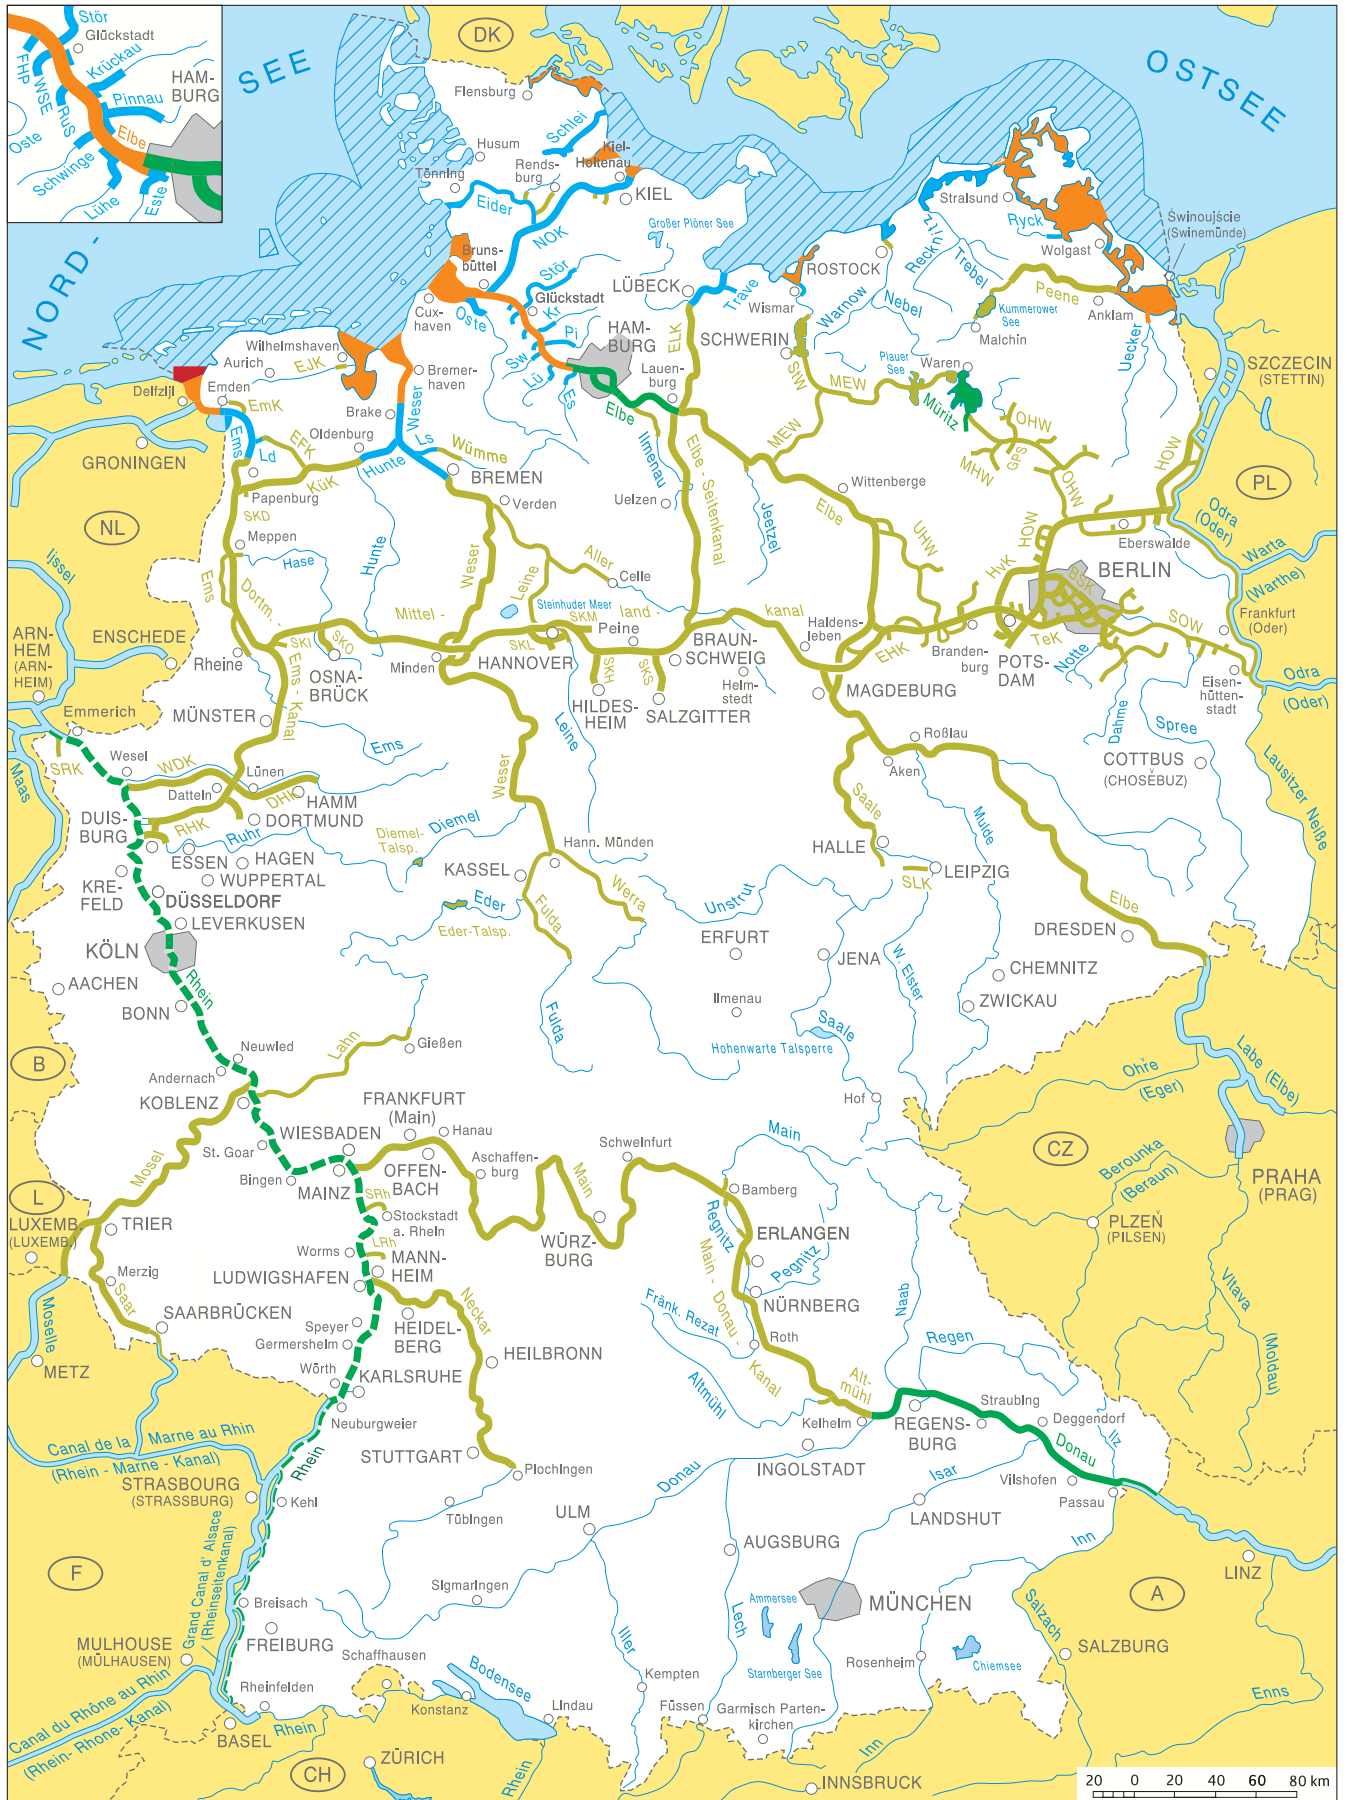 Stör
Glückstadt
Krückau
FHP
WSE
RuS
HAM-
BURG
Pinnau
Oste
Elbe
Schwinge
Lühe
Este
NORD-
SEE
OSTSEE
DK
Flensburg
Schlei
Husum
Rends-
burg
Kiel-
Holtenau
Tönning
Eider
KIEL
NOK
Großer Plöner See
Stralsund
Ryck
Wolgast
Świnoujście
(Swinemünde)
Recknitz
Trebel
Bruns-
büttel
Stör
Glückstadt
Cux-
haven
Oste
Kr
Pi
Sw
Lü
Es
LÜBECK
Trave
Wismar
ROSTOCK
Warnow
Nebel
Peene
Anklam
Kummerower
See
Malchin
Uecker
HAM-
BURG
ELK
SCHWERIN
StW
MEW
Plauer
See
Waren
Müritz
Lauen-
burg
Elbe
SZCZECIN
(STETTIN)
Wilhelmshaven
Aurich
EJK
Delfzijl
Emden
EmK
Bremer-
haven
Brake
Weser
Oldenburg
EFK
Ems
Ld
Hunte
KüK
Ls
Wümme
BREMEN
GRONINGEN
Papenburg
SKD
Verden
Ilmenau
Uelzen
Elbe - Seitenkanal
MEW
Jeetzel
Wittenberge
Elbe
OHW
MHW
GPS
OHW
HOW
HOW
PL
NL
Meppen
Hase
Hunte
Weser
Aller
Leine
Celle
UHW
HvK
Eberswalde
Odra
(Oder)
Warta
(Warthe)
BERLIN
BSK
Ijssel
Ems
Dortm. -
Ems - Kanal
Mittel -
land -
kanal
Steinhuder Meer
SKM
ARN-
HEM
(ARN-
HEIM)
ENSCHEDE
Rheine
SKI
SKO
OSNA-
BRÜCK
Minden
HANNOVER
SKL
Peine
SKH
SKS
BRAUN-
SCHWEIG
Helm-
stedt
Haldens-
leben
EHK
Branden-
burg
POTS-
DAM
TeK
Notte
SOW
Frankfurt
(Oder)
Eisen-
hütten-
stadt
Odra
(Oder)
HILDES-
HEIM
SALZGITTER
MAGDEBURG
Emmerich
MÜNSTER
Ems
SRK
Maas
Wesel
WDK
Datteln
Lünen
DHK
HAMM
DORTMUND
Weser
Leine
Roßlau
Aken
Dahme
Spree
COTTBUS
(CHOŚEBUZ)
Lausitzer Neiße
DUIS-
BURG
RHK
Ruhr
ESSEN
HAGEN
WUPPERTAL
KRE-
FELD
DÜSSELDORF
LEVERKUSEN
Diemel-
Talsp.
Diemel
KASSEL
Hann. Münden
Werra
Fulda
Eder
Eder-Talsp.
Saale
Mulde
HALLE
SLK
LEIPZIG
Unstrut
ERFURT
JENA
W. Elster
CHEMNITZ
ZWICKAU
Elbe
DRESDEN
KÖLN
AACHEN
BONN
Rhein
Ilmenau
Saale
Hohenwarte Talsperre
Fulda
Labe (Elbe)
Ohře
(Eger)
B
Neuwied
Andernach
KOBLENZ
Lahn
Gießen
Hof
CZ
PRAHA
(PRAG)
Berounka
(Beraun)
PLZEŇ
(PILSEN)
Vltava
(Moldau)
FRANKFURT
(Main)
Hanau
WIESBADEN
St. Goar
Bingen
MAINZ
OFFEN-
BACH
Aschaffen-
burg
Schweinfurt
Main
Main
Bamberg
Mosel
L
LUXEMB.
(LUXEMB.)
TRIER
Merzig
Saar
SAARBRÜCKEN
Moselle
METZ
SRh
Stockstadt
a. Rhein
Worms
LRh
MANN-
HEIM
LUDWIGSHAFEN
WÜRZ-
BURG
Regnitz
ERLANGEN
Pegnitz
NÜRNBERG
Main - Donau -
Kanal
Fränk. Rezat
Roth
Naab
Regen
Speyer
Germersheim
HEIDEL-
BERG
Neckar
HEILBRONN
Wörth
KARLSRUHE
Neuburgweier
Altmühl
Alt-
mühl
Kelheim
REGENS-
BURG
Straubing
Deggendorf
Ilz
Donau
Vilshofen
Passau
Canal de la Marne au Rhin
(Rhein - Marne - Kanal)
STRASBOURG
(STRASSBURG)
Rhein
Kehl
STUTTGART
Plochingen
Tübingen
Donau
INGOLSTADT
Isar
LANDSHUT
Inn
LINZ
ULM
AUGSBURG
F
Grand Canal d' Alsace
(Rheinseitenkanal)
Breisach
FREIBURG
Sigmaringen
Iller
Lech
Ammersee
MÜNCHEN
Starnberger See
Rosenheim
Chiemsee
Salzach
SALZBURG
A
Enns
MULHOUSE
(MÜLHAUSEN)
Canal du Rhône au Rhin
(Rhein- Rhone- Kanal)
Rheinfelden
BASEL
Rhein
Schaffhausen
Konstanz
Bodensee
Lindau
Kempten
Füssen
Garmisch Parten-
kirchen
Inn
INNSBRUCK
CH
ZÜRICH
Rhein
20 0 20 40 60 80 km